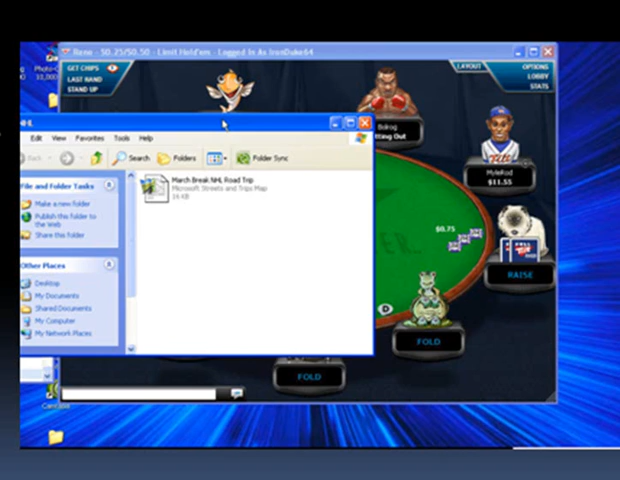 Reno - $0.25/$0.50 - Limit Hold'em - Logged In As IronDuke64
GET CHIPS
LAST HAND
STAND UP
LAYOUT
OPTIONS
LOBBY
STATS
Edit View Favorites Tools Help
Back
Search
Folders
Folder Sync
File and Folder Tasks
Make a new folder
Publish this folder to
the Web
Share this folder
Other Places
Desktop
My Documents
Shared Documents
My Computer
My Network Places
March Break NHL Road Trip
Microsoft Streets and Trips Map
16 KB
Balrog
tting Out
MyleRod
$11.55
$0.75
RAISE
D
FOLD
FOLD